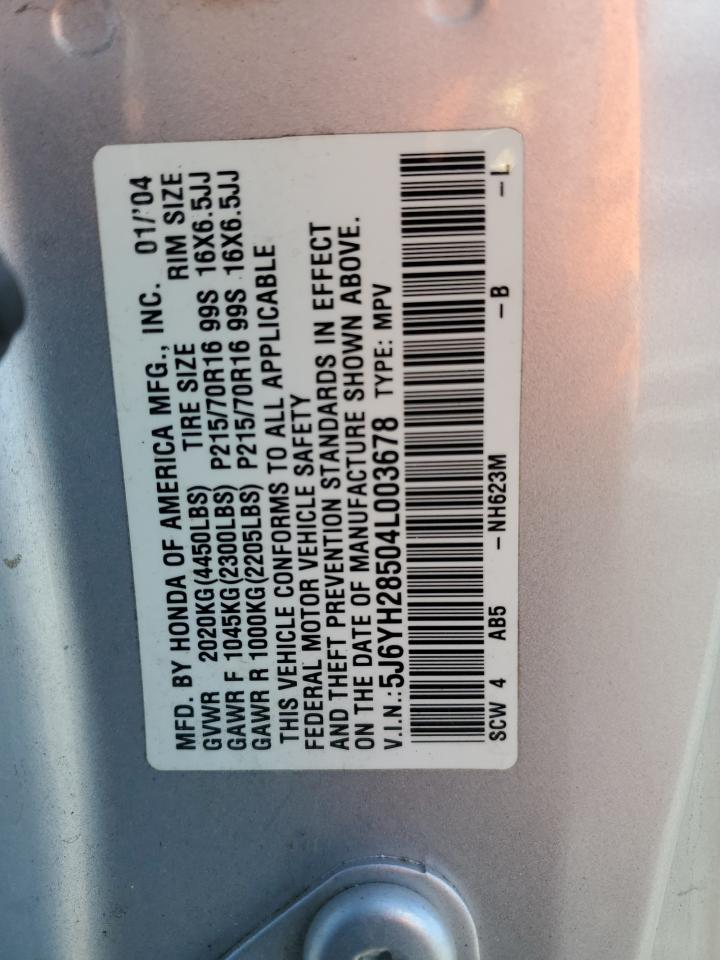 MFD. BY HONDA OF AMERICA MFG., INC. 01/'04
GVWR 2020KG(4450LBS) TIRE SIZE RIM SIZE
GAWR F 1045KG(2300LBS) P215/70R16 99S 16X6.5JJ
GAWR R 1000KG(2205LBS) P215/70R16 99S 16X6.5JJ
THIS VEHICLE CONFORMS TO ALL APPLICABLE
FEDERAL MOTOR VEHICLE SAFETY
AND THEFT PREVENTION STANDARDS IN EFFECT
ON THE DATE OF MANUFACTURE SHOWN ABOVE.
V.I.N.:5J6YH28504L003678 TYPE: MPV
SCW 4 AB5 -NH623M -B -L